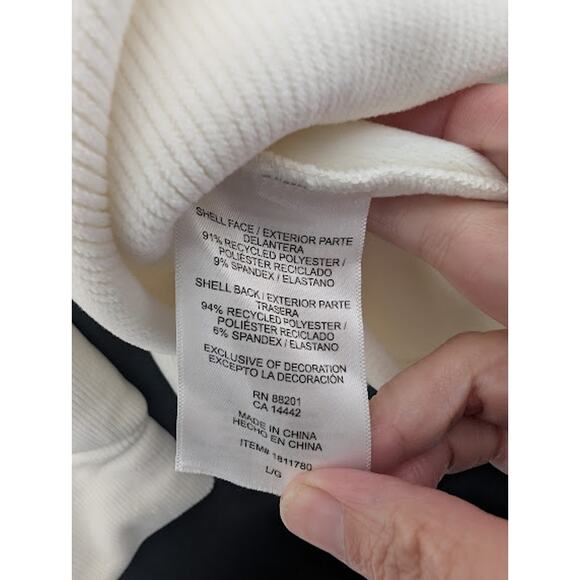 SHELL FACE / EXTERIOR PARTE
DELANTERA
91% RECYCLED POLYESTER /
POLIÉSTER RECICLADO
9% SPANDEX / ELASTANO
SHELL BACK / EXTERIOR PARTE
TRASERA
94% RECYCLED POLYESTER /
POLIÉSTER RECICLADO
6% SPANDEX / ELASTANO
EXCLUSIVE OF DECORATION
EXCEPTO LA DECORACIÓN
RN 88201
CA 14442
MADE IN CHINA
HECHO EN CHINA
ITEM# 1811780
L/G